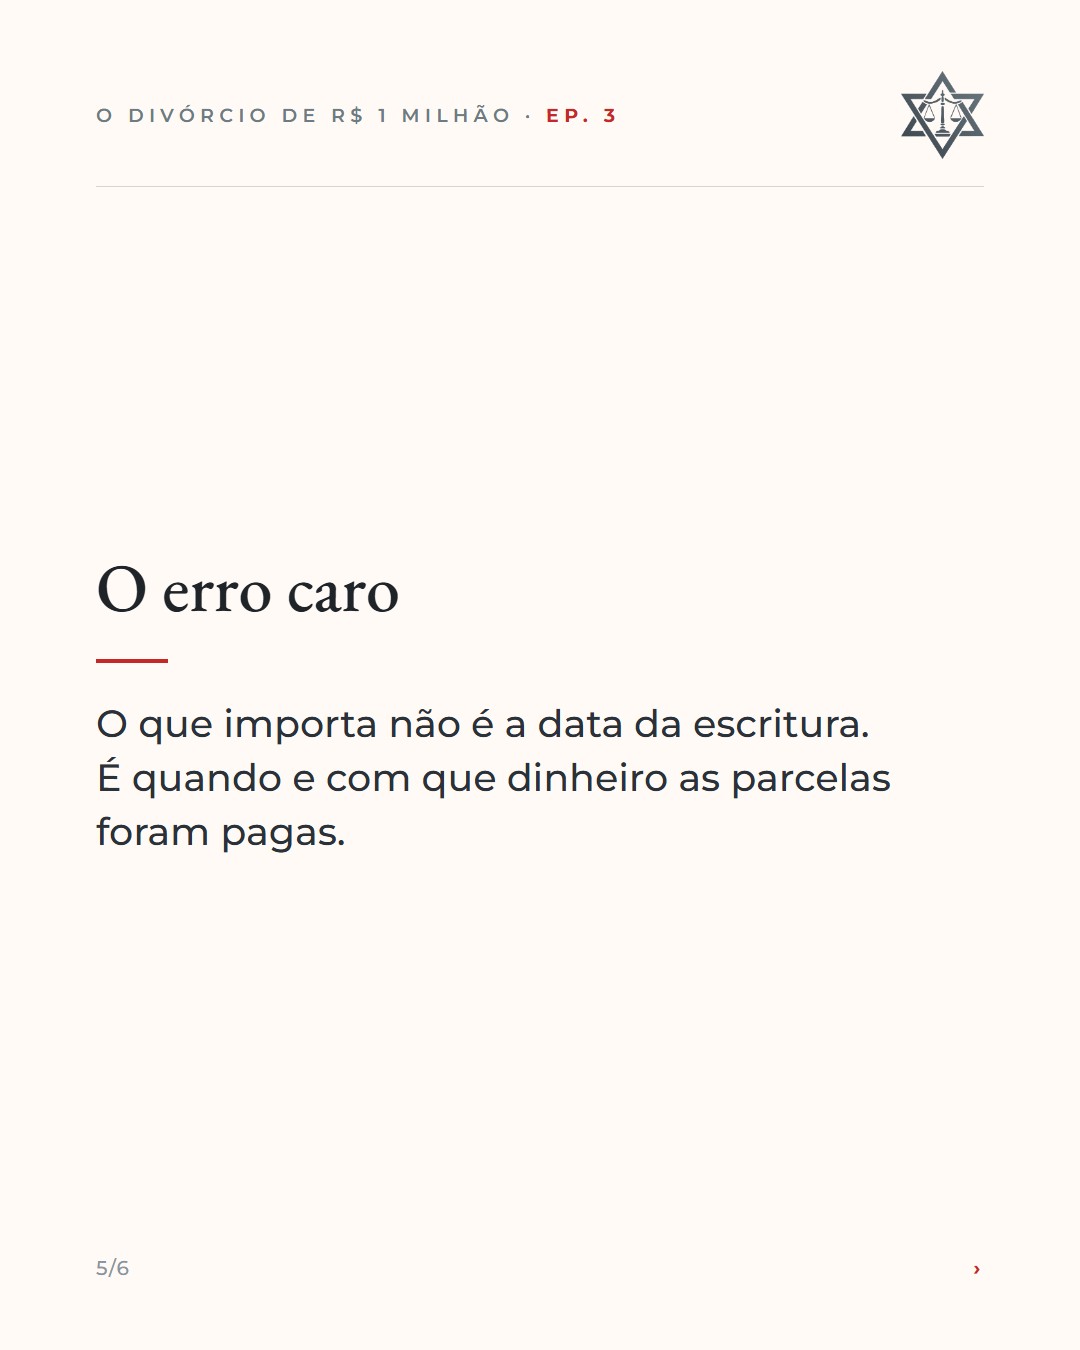 O DIVÓRCIO DE R$ 1 MILHÃO · EP. 3
O erro caro
O que importa não é a data da escritura.
É quando e com que dinheiro as parcelas
foram pagas.
5/6
›